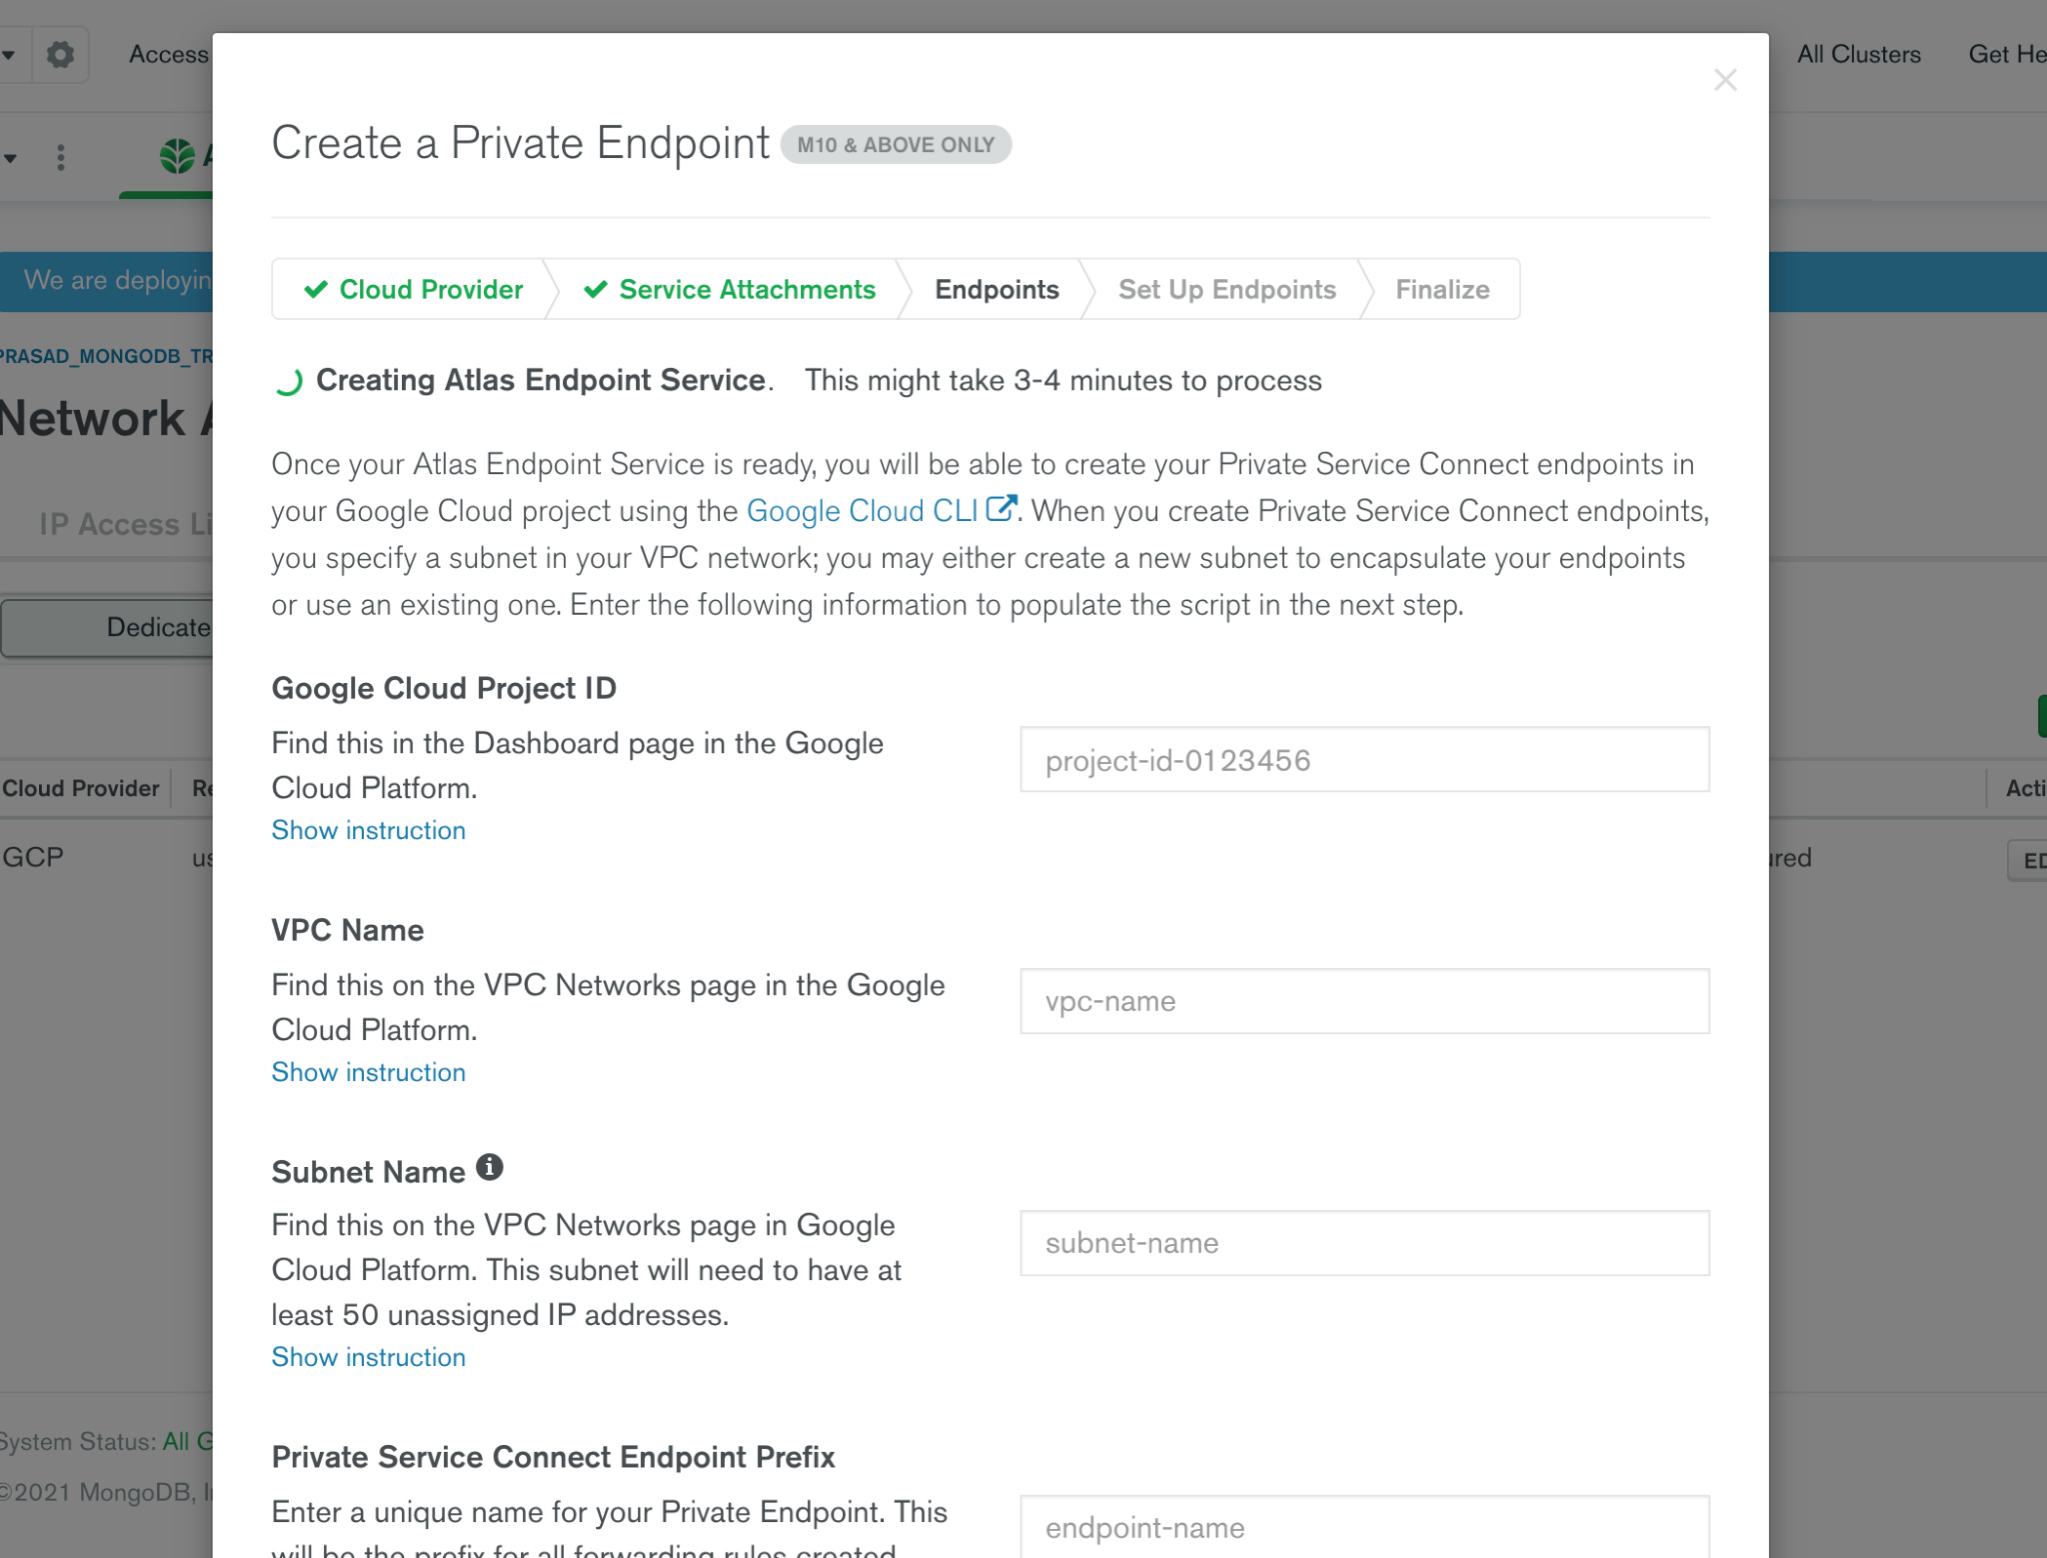 Access
All Clusters
Get He
Create a Private Endpoint M10 & ABOVE ONLY
We are deployin
Cloud Provider
Service Attachments
Endpoints
Set Up Endpoints
Finalize
PRASAD_MONGODB_TR
Creating Atlas Endpoint Service. This might take 3-4 minutes to process
Network A
Once your Atlas Endpoint Service is ready, you will be able to create your Private Service Connect endpoints in
your Google Cloud project using the Google Cloud CLI. When you create Private Service Connect endpoints,
you specify a subnet in your VPC network; you may either create a new subnet to encapsulate your endpoints
or use an existing one. Enter the following information to populate the script in the next step.
IP Access Li
Dedicate
Google Cloud Project ID
Find this in the Dashboard page in the Google
Cloud Platform.
Show instruction
project-id-0123456
Cloud Provider
Re
Acti
GCP
us
ured
ED
VPC Name
Find this on the VPC Networks page in the Google
Cloud Platform.
Show instruction
vpc-name
Subnet Name
Find this on the VPC Networks page in Google
Cloud Platform. This subnet will need to have at
least 50 unassigned IP addresses.
Show instruction
subnet-name
System Status: All G
©2021 MongoDB, I
Private Service Connect Endpoint Prefix
Enter a unique name for your Private Endpoint. This
will be the prefix for all forwarding rules created
endpoint-name